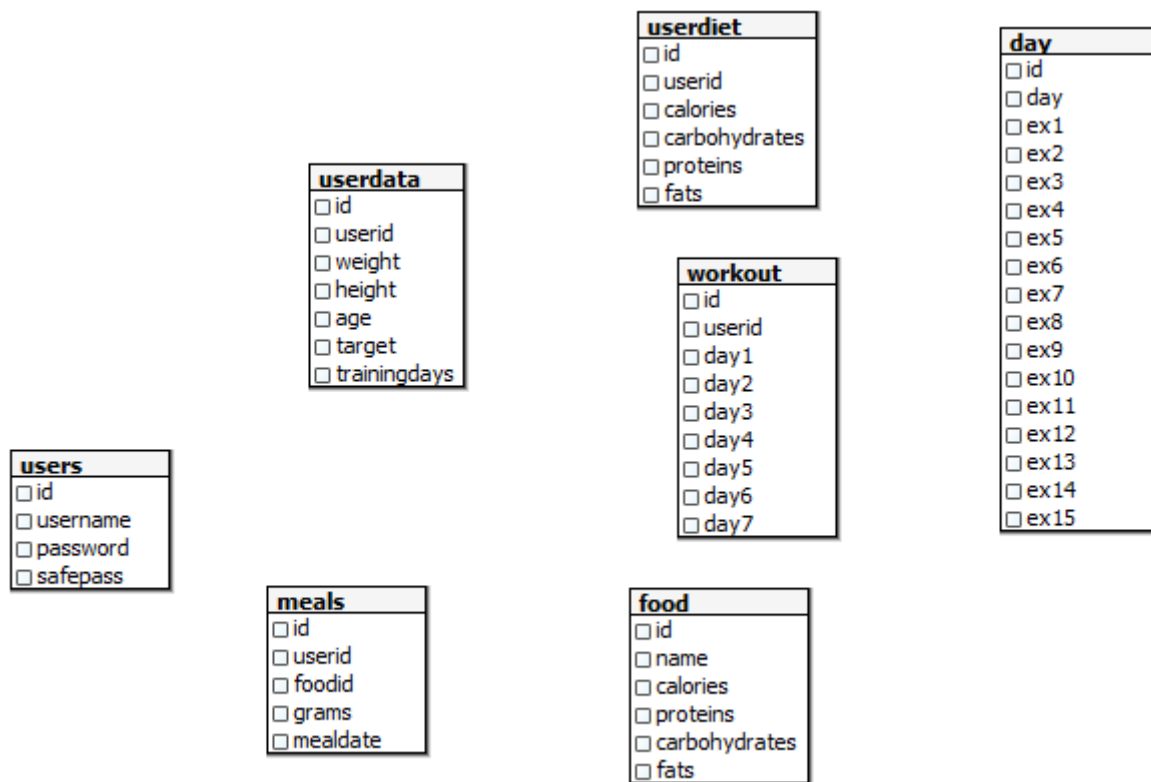 userdiet
id
userid
calories
carbohydrates
proteins
fats
day
id
day
ex1
ex2
ex3
ex4
ex5
ex6
ex7
ex8
ex9
ex10
ex11
ex12
ex13
ex14
ex15
userdata
id
userid
weight
height
age
target
trainingdays
workout
id
userid
day1
day2
day3
day4
day5
day6
day7
users
id
username
password
safepass
meals
id
userid
foodid
grams
mealdate
food
id
name
calories
proteins
carbohydrates
fats